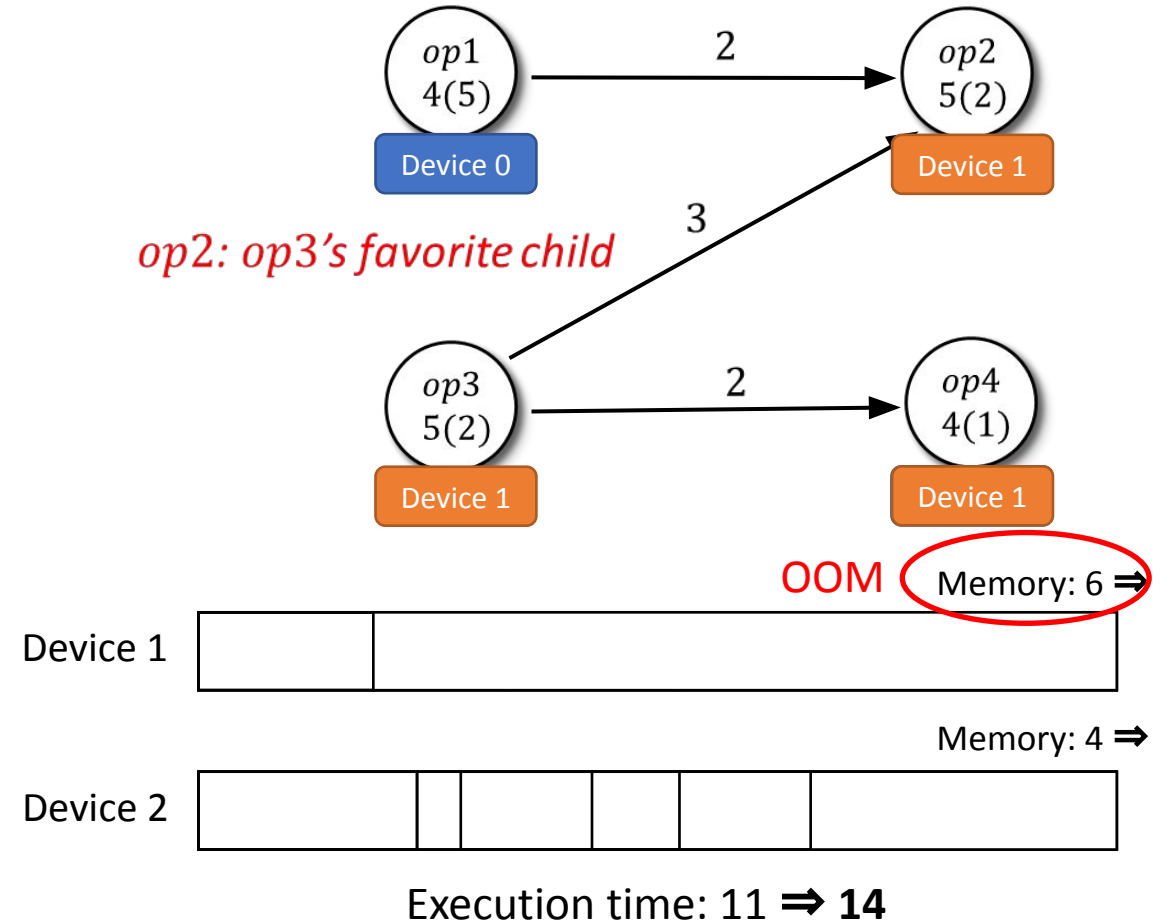 op1
4(5)
Device 0
2
op2
5(2)
Device 1
3
op2: op3's favorite child
op3
5(2)
Device 1
2
op4
4(1)
Device 1
OOM
Memory: 6 ⇒
Device 1
Memory: 4 ⇒
Device 2
Execution time: 11 ⇒ 14